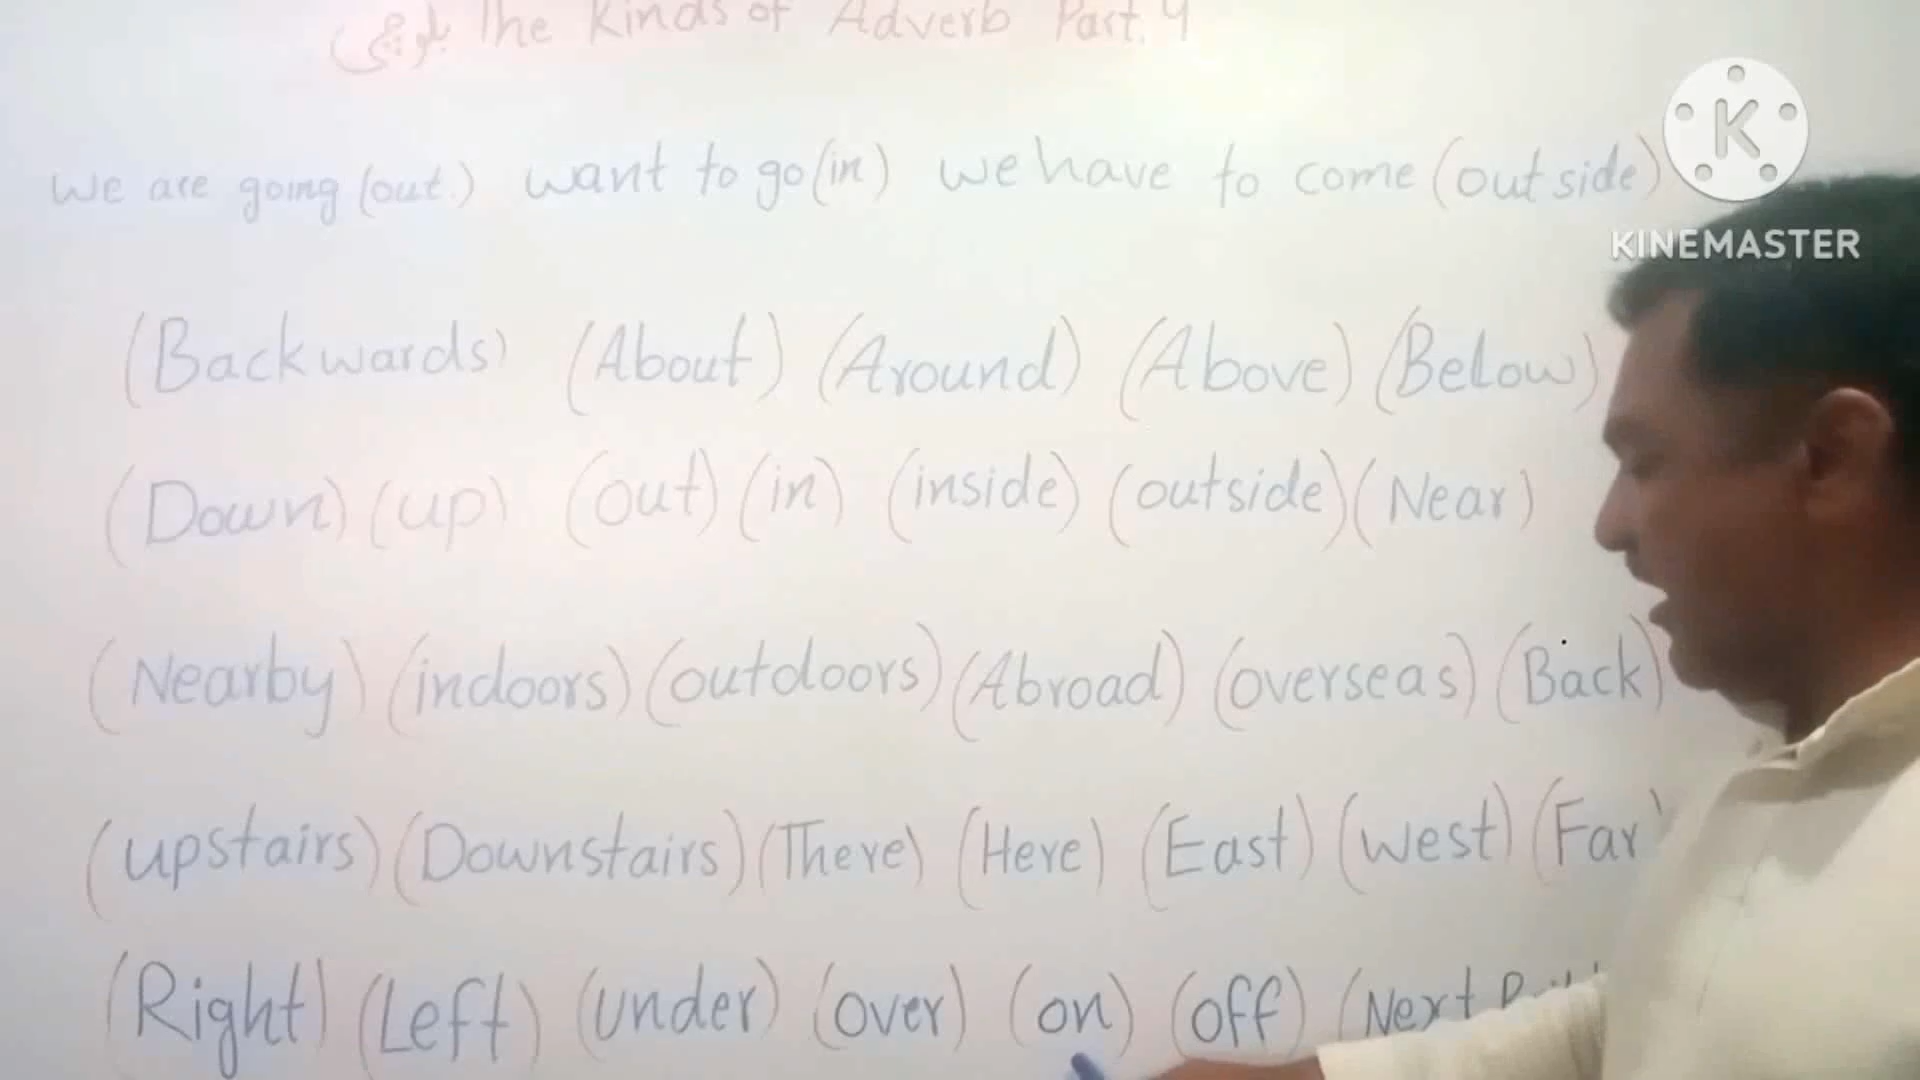 بلوچی The Kinds of Adverb Part. 4
We are going (out.) want to go (in) we have to come (outside)
(Backwards) (About) (Around) (Above) (Below)
(Down) (up) (out) (in) (inside) (outside) (Near)
(Nearby) (indoors) (outdoors) (Abroad) (overseas) (Back)
(upstairs) (Downstairs) (There) (Here) (East) (west) (Far)
(Right) (Left) (under) (over) (on) (off) (Next
K
KINEMASTER